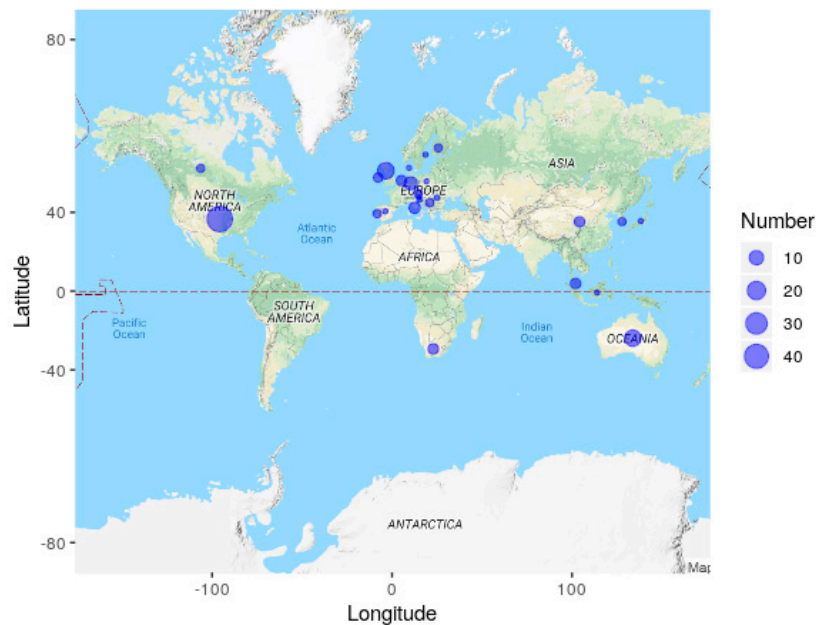 80
ASIA
NORTH
AMERICA
EUROPE
40
Atlantic
Ocean
AFRICA
0
SOUTH
AMERICA
Pacific
Ocean
Indian
Ocean
OCEANIA
-40
ANTARCTICA
-80
Map
-100
0
100
Latitude
Longitude
Number
10
20
30
40